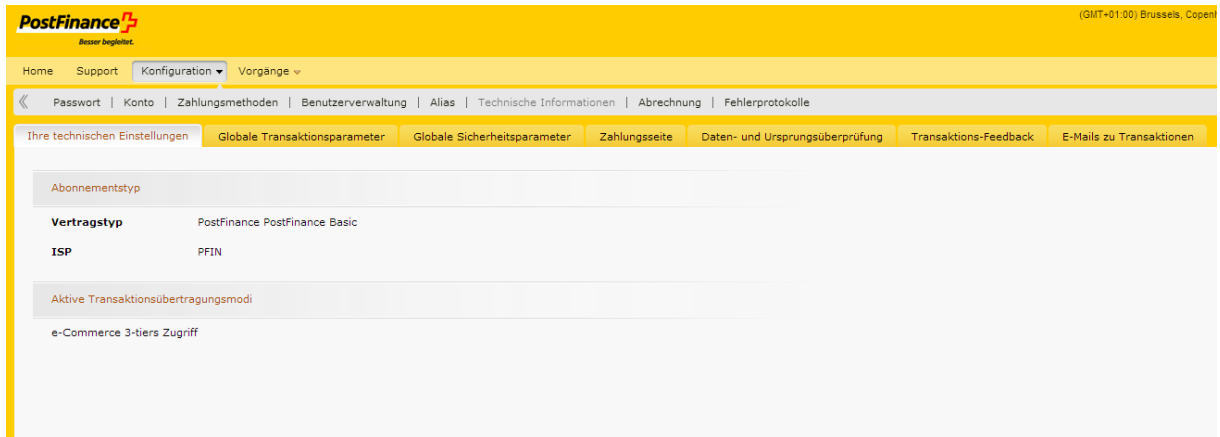 (GMT+01:00) Brussels,
PostFinance
Besser begleitet.
Home Support Konfiguration Vorgänge
Passwort | Konto | Zahlungsmethoden | Benutzerverwaltung | Alias | Technische Informationen | Abrechnung | Fehlerprotokolle
Ihre technischen Einstellungen Globale Transaktionsparameter Globale Sicherheitsparameter Zahlungsseite Daten- und Ursprungsüberprüfung Transaktions-Feedback E-Mails zu Transaktionen
Abonnementstyp
Vertragstyp PostFinance PostFinance Basic
ISP PFIN
Aktive Transaktionsübertragungsmodi
e-Commerce 3-tiers Zugriff